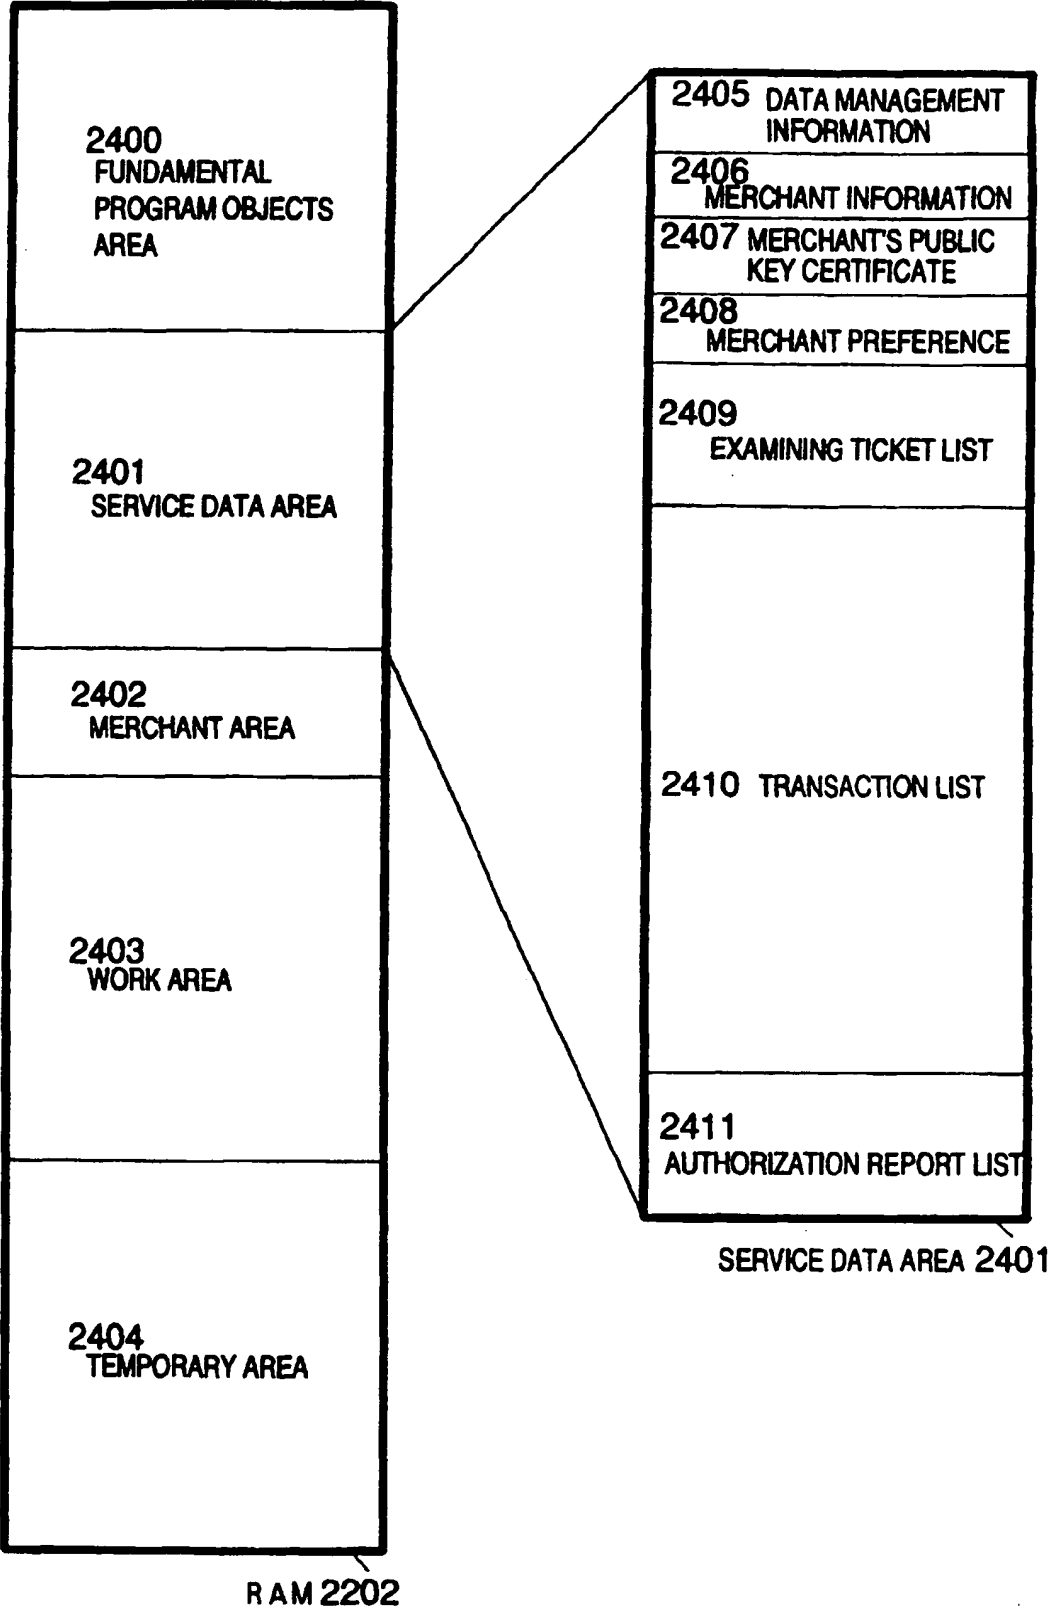 2400
FUNDAMENTAL
PROGRAM OBJECTS
AREA
2401
SERVICE DATA AREA
2402
MERCHANT AREA
2403
WORK AREA
2404
TEMPORARY AREA
RAM 2202
2405 DATA MANAGEMENT
INFORMATION
2406
MERCHANT INFORMATION
2407 MERCHANT'S PUBLIC
KEY CERTIFICATE
2408
MERCHANT PREFERENCE
2409
EXAMINING TICKET LIST
2410 TRANSACTION LIST
2411
AUTHORIZATION REPORT LIST
SERVICE DATA AREA 2401